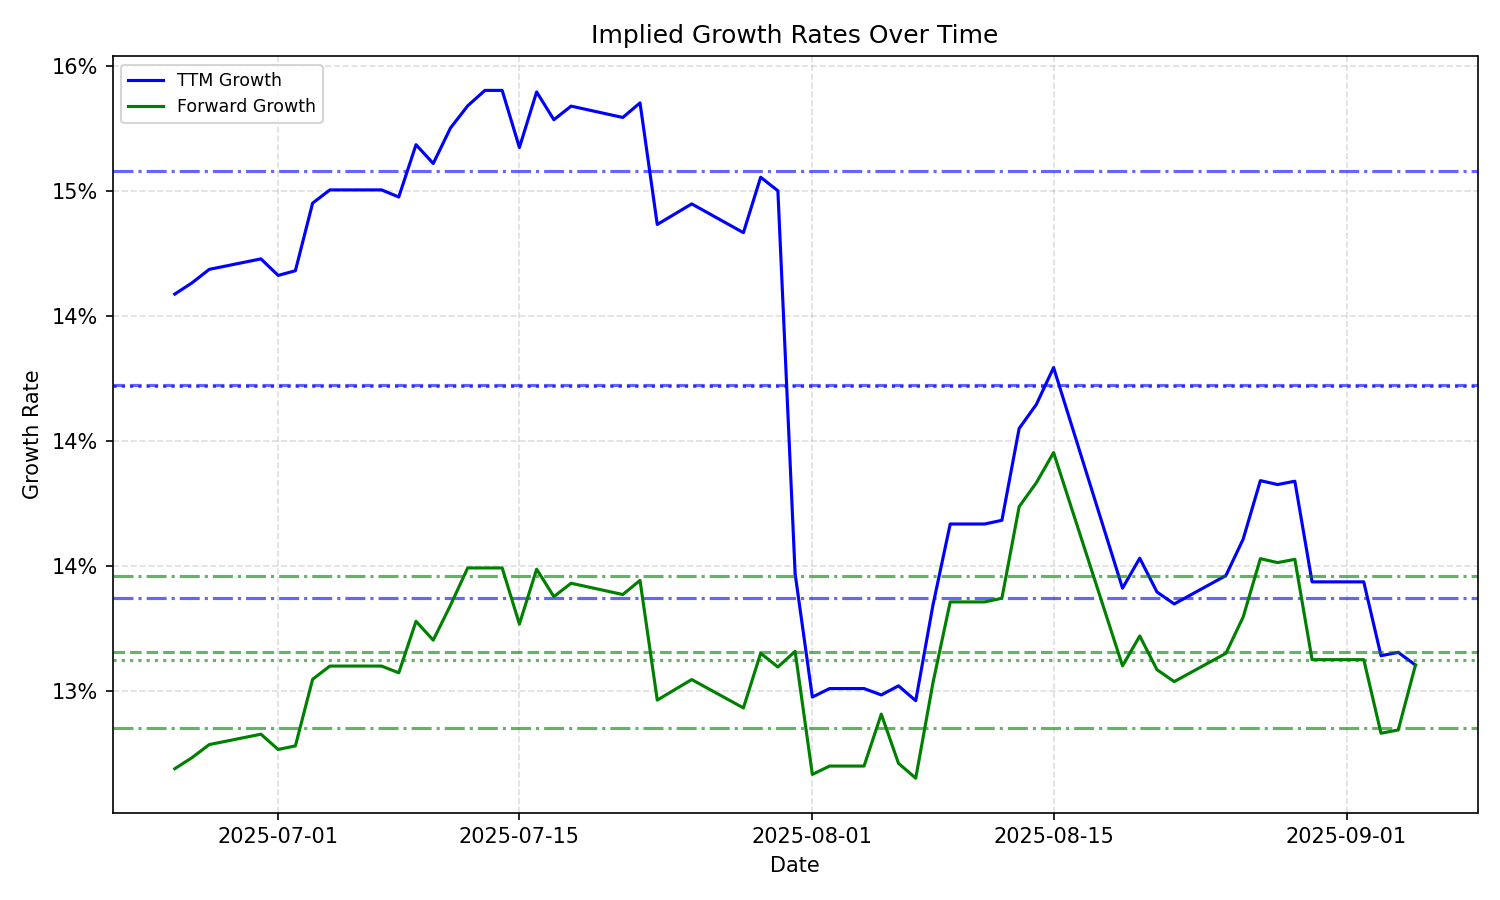 Implied Growth Rates Over Time
TTM Growth
Forward Growth
16%
15%
14%
14%
14%
13%
Growth Rate
2025-07-01
2025-07-15
2025-08-01
2025-08-15
2025-09-01
Date